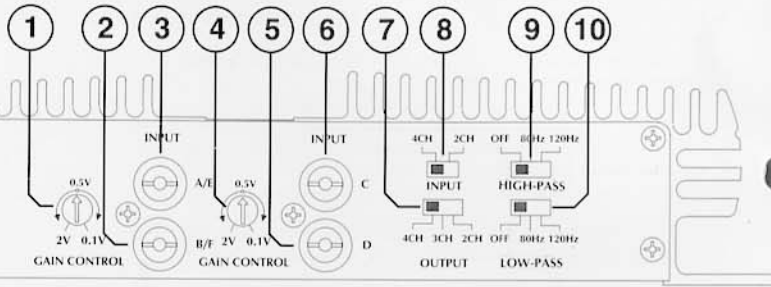 1 2 3 4 5 6 7 8 9 10
INPUT INPUT 4CH 2CH OFF 80Hz 120Hz
0.5V A/E 0.5V C INPUT HIGH-PASS
2V 0.1V B/F 2V 0.1V D 4CH 3CH 2CH OFF 80Hz 120Hz
GAIN CONTROL GAIN CONTROL OUTPUT LOW-PASS